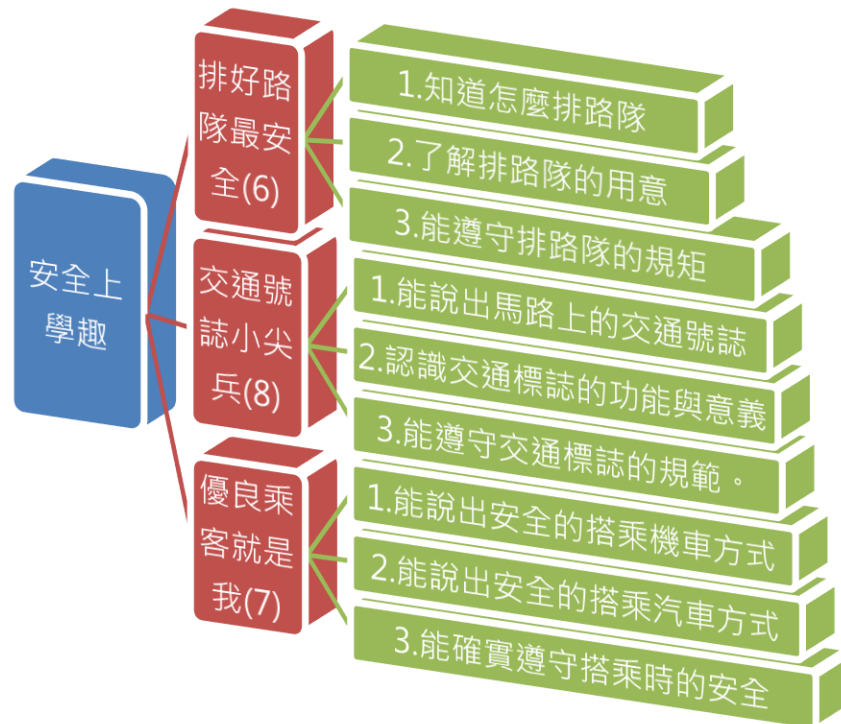 安全上
學趣
排好路
隊最安
全(6)
1.知道怎麼排路隊
2.了解排路隊的用意
3.能遵守排路隊的規矩
交通號
誌小尖
兵(8)
1.能說出馬路上的交通號誌
2.認識交通標誌的功能與意義
3.能遵守交通標誌的規範。
優良乘
客就是
我(7)
1.能說出安全的搭乘機車方式
2.能說出安全的搭乘汽車方式
3.能確實遵守搭乘時的安全